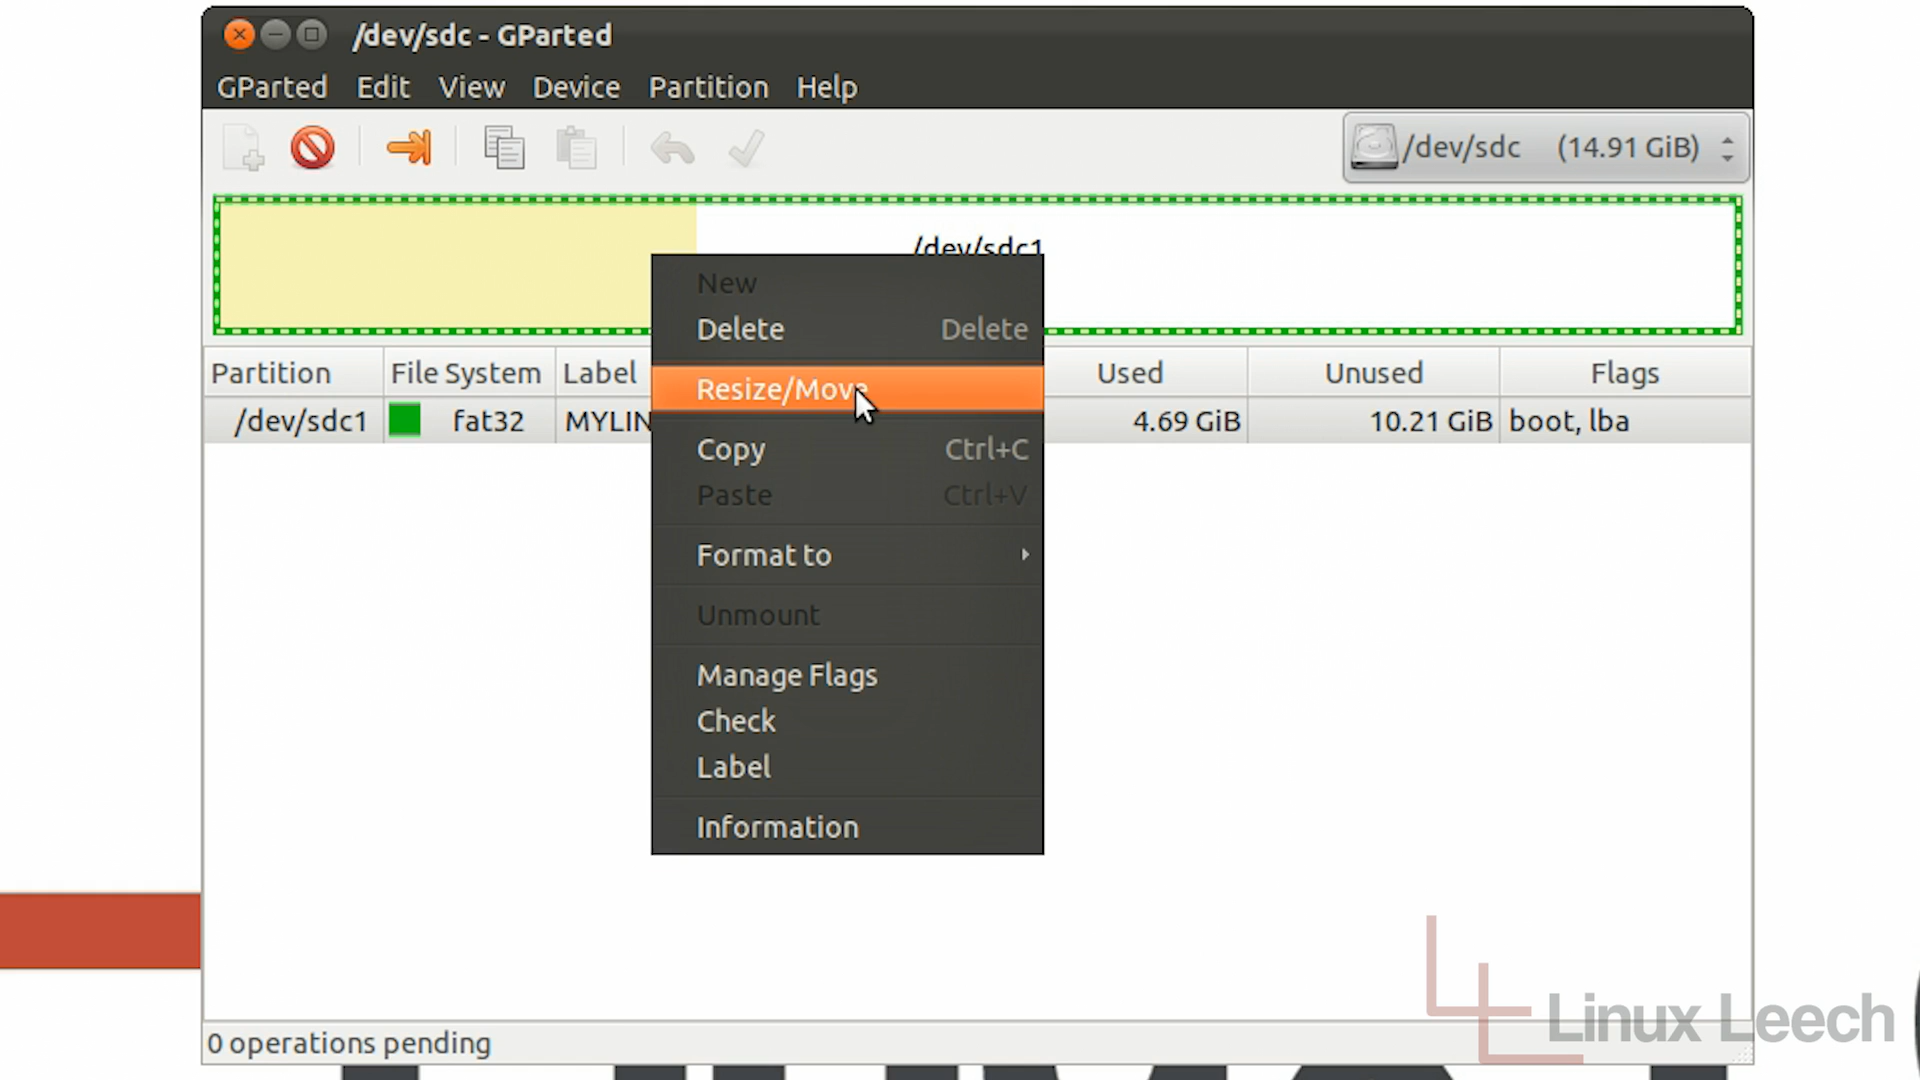 /dev/sdc - GParted
GParted Edit View Device Partition Help
/dev/sdc (14.91 GiB)
/dev/sdc1
New
Delete Delete
Partition File System Label Used Unused Flags
Resize/Move
/dev/sdc1 fat32 MYLIN 4.69 GiB 10.21 GiB boot, lba
Copy Ctrl+C
Paste Ctrl+V
Format to
Unmount
Manage Flags
Check
Label
Information
Linux Leech
0 operations pending